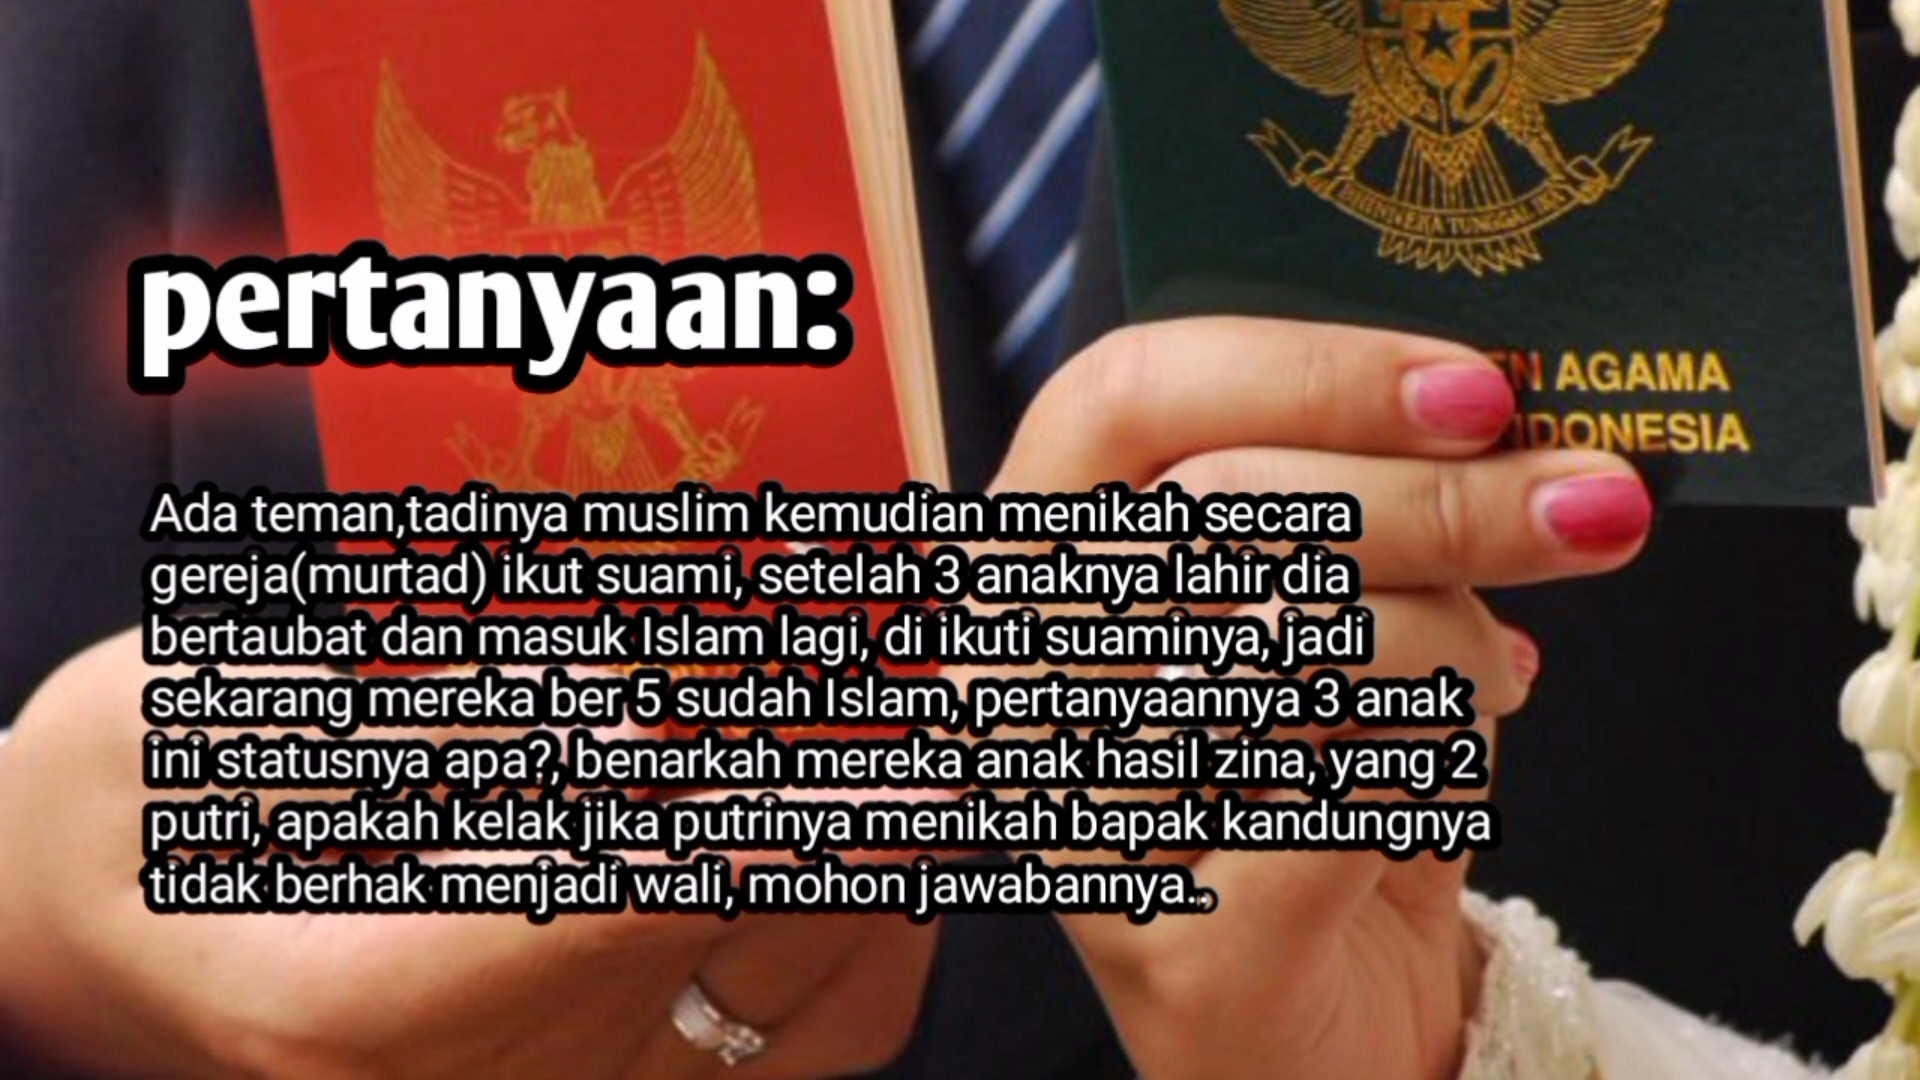 pertanyaan:
AGAMA
INDONESIA
Ada teman,tadinya muslim kemudian menikah secara
gereja(murtad) ikut suami, setelah 3 anaknya lahir dia
bertaubat dan masuk Islam lagi, di ikuti suaminya, jadi
sekarang mereka ber 5 sudah Islam, pertanyaannya 3 anak
ini statusnya apa?, benarkah mereka anak hasil zina, yang 2
putri, apakah kelak jika putrinya menikah bapak kandungnya
tidak berhak menjadi wali, mohon jawabannya..